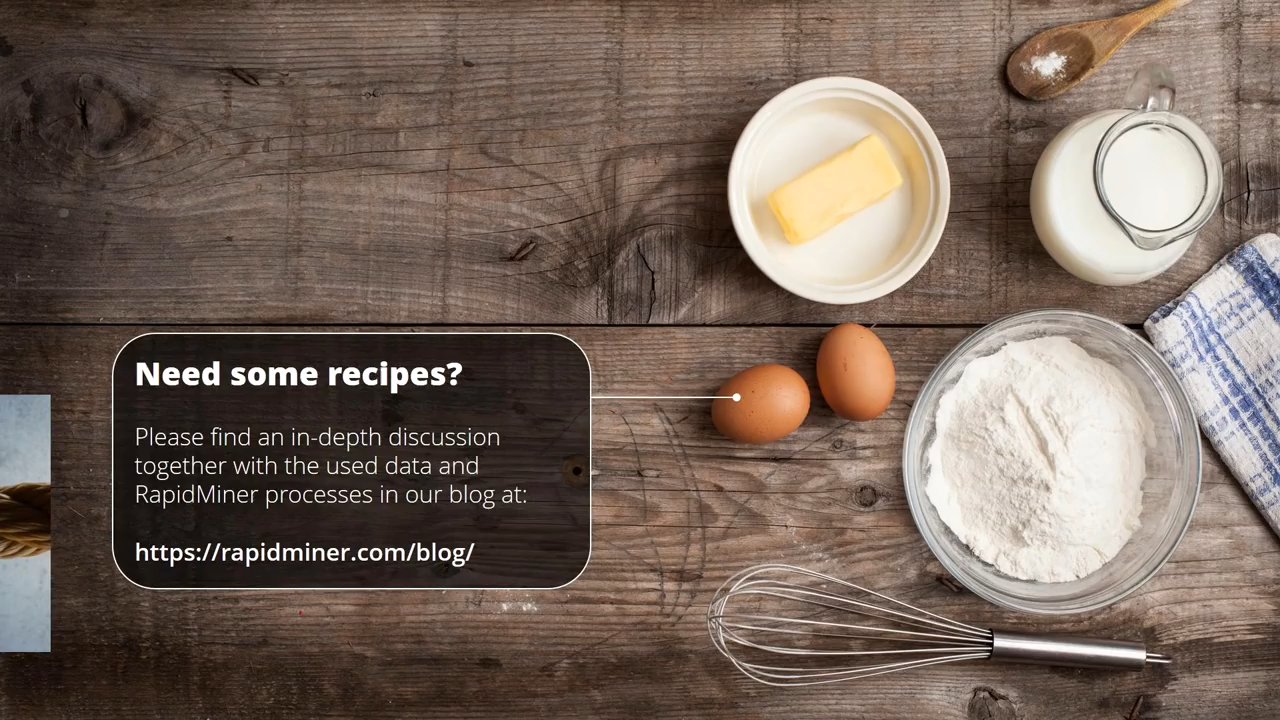 Need some recipes?
Please find an in-depth discussion
together with the used data and
RapidMiner processes in our blog at:
https://rapidminer.com/blog/